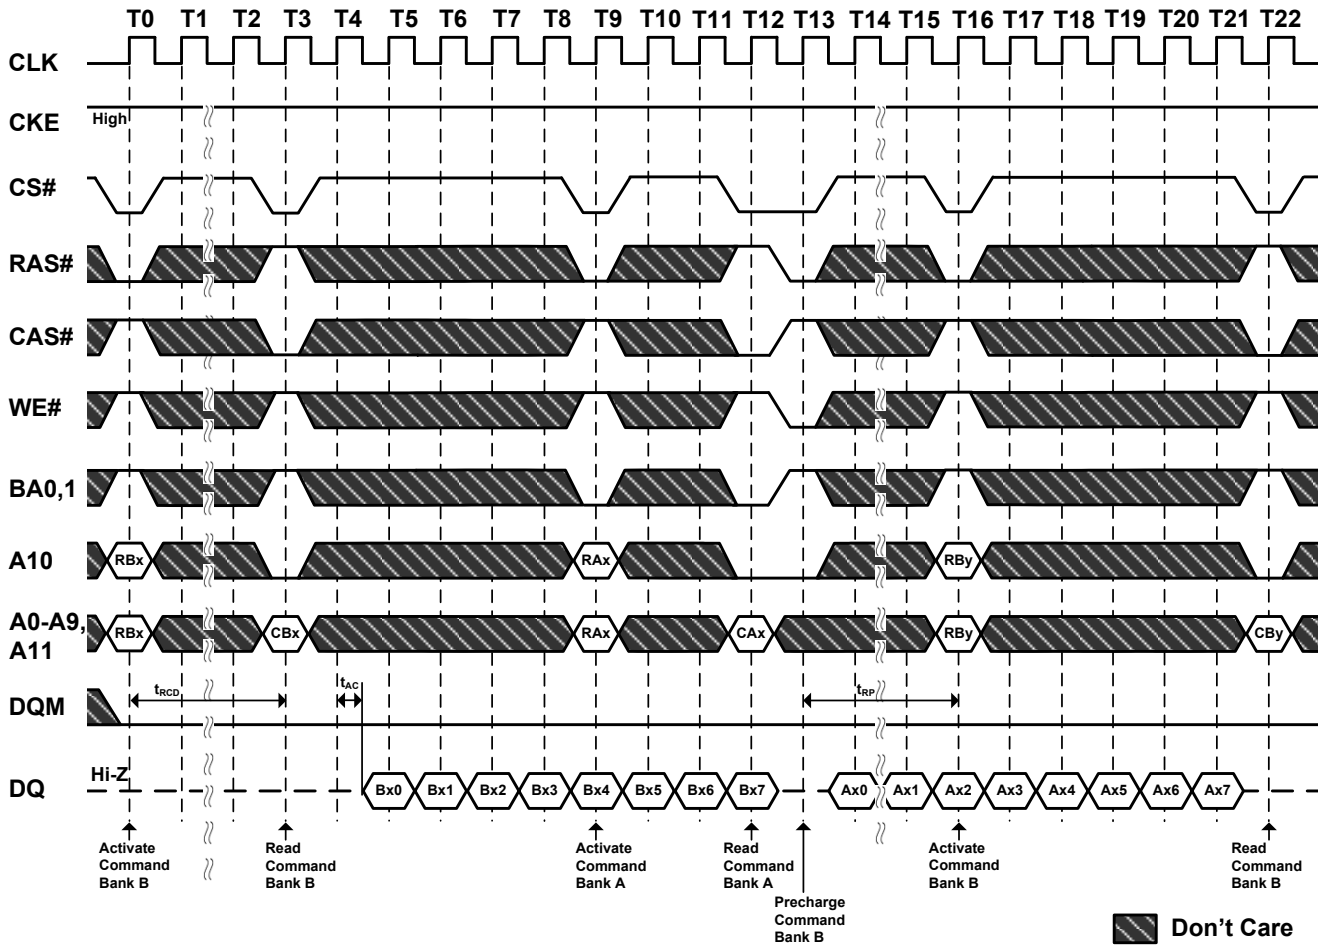 T0 T1 T2 T3 T4 T5 T6 T7 T8 T9 T10 T11 T12 T13 T14 T15 T16 T17 T18 T19 T20 T21 T22
CLK
CKE
High
CS#
RAS#
CAS#
WE#
BA0,1
A10
RBx RAx RBy
A0-A9,
A11
RBx CBx RAx CAx RBy CBy
tRCD tAC tRP
DQM
Hi-Z
DQ
Bx0 Bx1 Bx2 Bx3 Bx4 Bx5 Bx6 Bx7 Ax0 Ax1 Ax2 Ax3 Ax4 Ax5 Ax6 Ax7
Activate
Command
Bank B
Read
Command
Bank B
Activate
Command
Bank A
Read
Command
Bank A
Precharge
Command
Bank B
Activate
Command
Bank B
Read
Command
Bank B
Don't Care